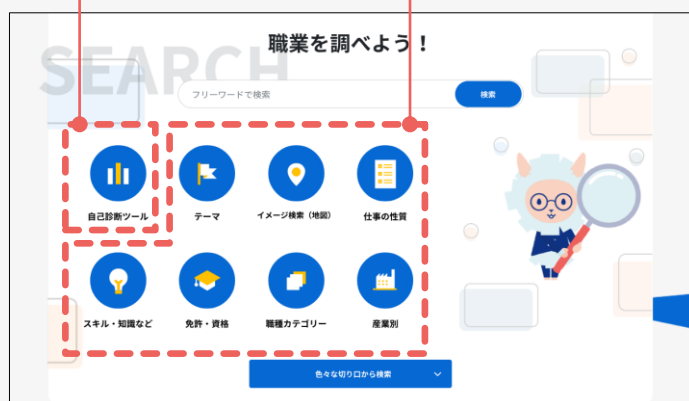 職業を調べよう！
SEARCH
フリーワードで検索
検索
自己診断ツール
テーマ
イメージ検索（地図）
仕事の性質
スキル・知識など
免許・資格
職種カテゴリー
産業別
色々な切り口から検索